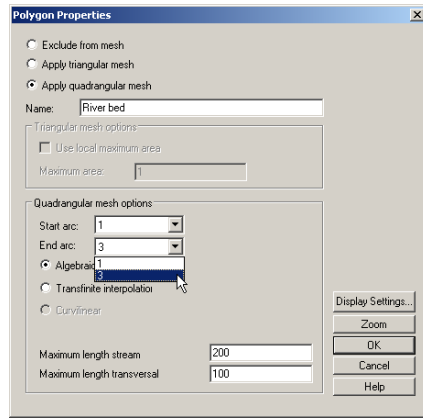 Polygon Properties
Exclude from mesh
Apply triangular mesh
Apply quadrangular mesh
Name: River bed
Triangular mesh options
Use local maximum area
Maximum area: 1
Quadrangular mesh options
Start arc: 1
End arc: 3
1
Algebraic
3
Transfinite interpolation
Curvilinear
Maximum length stream 200
Maximum length transversal 100
Display Settings...
Zoom
OK
Cancel
Help